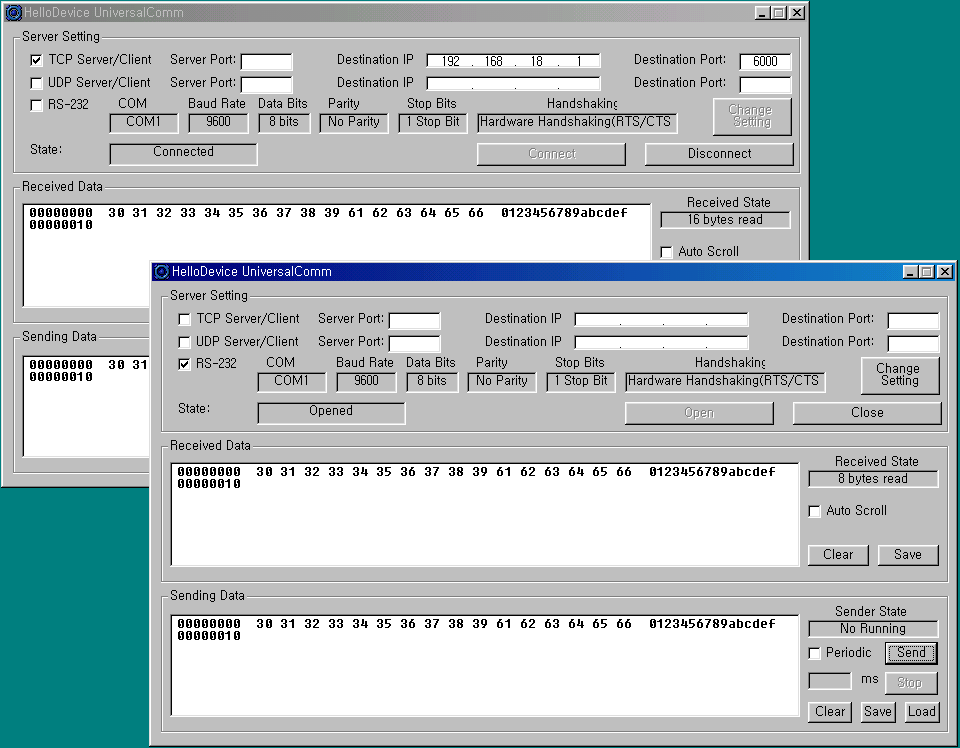 HelloDevice UniversalComm
Server Setting
TCP Server/Client Server Port: Destination IP 192 . 168 . 18 . 1 Destination Port: 6000
UDP Server/Client Server Port: Destination IP . . . Destination Port:
RS-232 COM Baud Rate Data Bits Parity Stop Bits Handshaking
COM1 9600 8 bits No Parity 1 Stop Bit Hardware Handshaking(RTS/CTS
Change
Setting
State: Connected Connect Disconnect
Received Data
00000000 30 31 32 33 34 35 36 37 38 39 61 62 63 64 65 66 0123456789abcdef
00000010
Received State
16 bytes read
Auto Scroll
Sending Data
00000000 30 31
00000010
HelloDevice UniversalComm
Server Setting
TCP Server/Client Server Port: Destination IP . . . Destination Port:
UDP Server/Client Server Port: Destination IP . . . Destination Port:
RS-232 COM Baud Rate Data Bits Parity Stop Bits Handshaking
COM1 9600 8 bits No Parity 1 Stop Bit Hardware Handshaking(RTS/CTS
Change
Setting
State: Opened Open Close
Received Data
00000000 30 31 32 33 34 35 36 37 38 39 61 62 63 64 65 66 0123456789abcdef
00000010
Received State
8 bytes read
Auto Scroll
Clear Save
Sending Data
00000000 30 31 32 33 34 35 36 37 38 39 61 62 63 64 65 66 0123456789abcdef
00000010
Sender State
No Running
Periodic Send
ms Stop
Clear Save Load